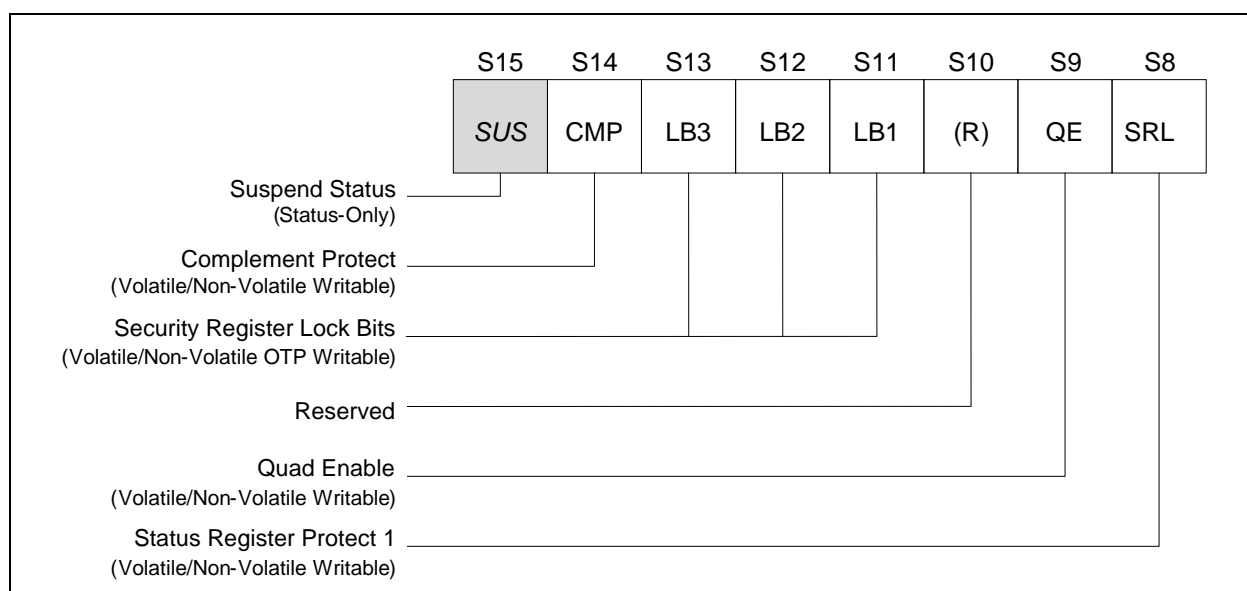 S15 S14 S13 S12 S11 S10 S9 S8
SUS CMP LB3 LB2 LB1 (R) QE SRL
Suspend Status
(Status-Only)
Complement Protect
(Volatile/Non-Volatile Writable)
Security Register Lock Bits
(Volatile/Non-Volatile OTP Writable)
Reserved
Quad Enable
(Volatile/Non-Volatile Writable)
Status Register Protect 1
(Volatile/Non-Volatile Writable)